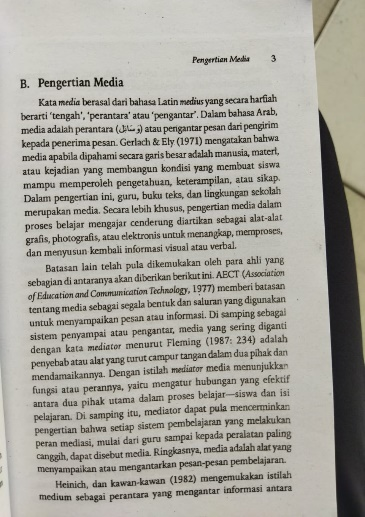 Pengertian Media 3
B. Pengertian Media
Kata media berasal dari bahasa Latin medius yang secara harfiah
berarti 'tengah', 'perantara' atau 'pengantar'. Dalam bahasa Arab,
media adalah perantara (وسائل) atau pengantar pesan dari pengirim
kepada penerima pesan. Gerlach & Ely (1971) mengatakan bahwa
media apabila dipahami secara garis besar adalah manusia, materi,
atau kejadian yang membangun kondisi yang membuat siswa
mampu memperoleh pengetahuan, keterampilan, atau sikap.
Dalam pengertian ini, guru, buku teks, dan lingkungan sekolah
merupakan media. Secara lebih khusus, pengertian media dalam
proses belajar mengajar cenderung diartikan sebagai alat-alat
grafis, photografis, atau elektronis untuk menangkap, memproses,
dan menyusun kembali informasi visual atau verbal.
Batasan lain telah pula dikemukakan oleh para ahli yang
sebagian di antaranya akan diberikan berikut ini. AECT (Association
of Education and Communication Technology, 1977) memberi batasan
tentang media sebagai segala bentuk dan saluran yang digunakan
untuk menyampaikan pesan atau informasi. Di samping sebagai
sistem penyampai atau pengantar, media yang sering diganti
dengan kata mediator menurut Fleming (1987: 234) adalah
penyebab atau alat yang turut campur tangan dalam dua pihak dan
mendamaikannya. Dengan istilah mediator media menunjukkan
fungsi atau perannya, yaitu mengatur hubungan yang efektif
antara dua pihak utama dalam proses belajar—siswa dan isi
pelajaran. Di samping itu, mediator dapat pula mencerminkan
pengertian bahwa setiap sistem pembelajaran yang melakukan
peran mediasi, mulai dari guru sampai kepada peralatan paling
canggih, dapat disebut media. Ringkasnya, media adalah alat yang
menyampaikan atau mengantarkan pesan-pesan pembelajaran.
Heinich, dan kawan-kawan (1982) mengemukakan istilah
medium sebagai perantara yang mengantar informasi antara